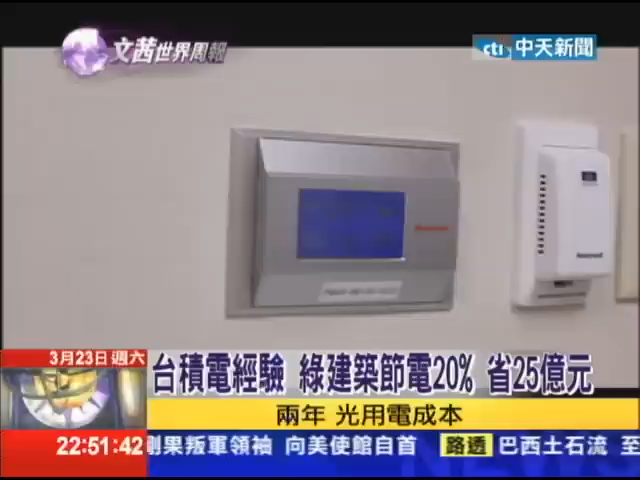 文茜世界周報
cti 中天新聞
Honeywell
Honeywell
3月23日週六
台積電經驗 綠建築節電20% 省25億元
兩年 光用電成本
22:51:42
剛果叛軍領袖 向美使館自首 路透 巴西土石流 至
NEWS